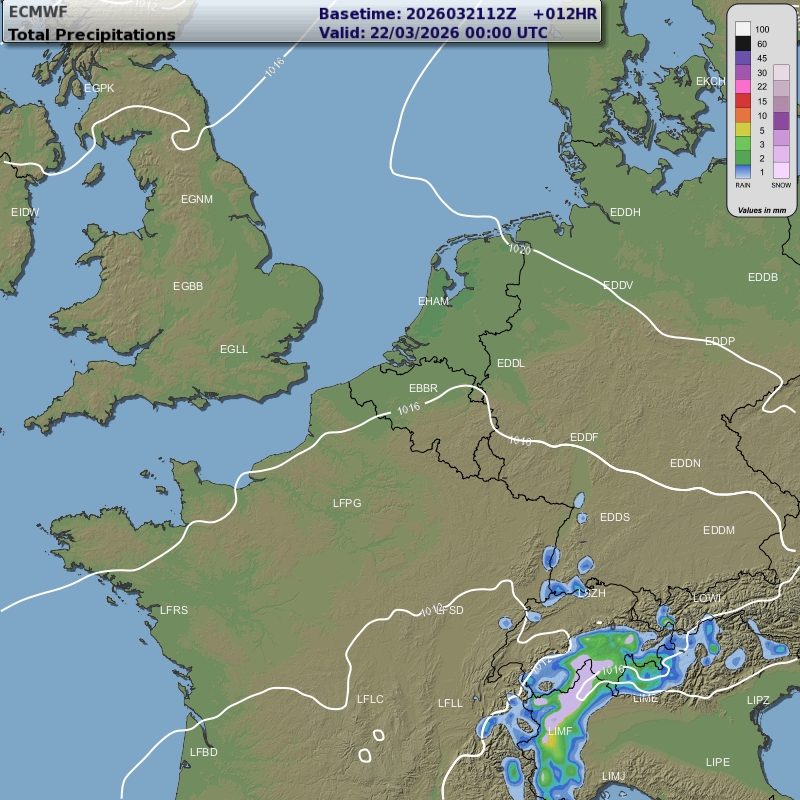 ECMWF
Total Precipitations
Basetime: 2026032112Z +012HR
Valid: 22/03/2026 00:00 UTC
100
60
45
30
22
15
10
5
3
2
1
RAIN
SNOW
Values in mm
1016
EGPK
EKCH
EGNM
EIDW
EDDH
1020
EGBB
EDDV
EDDB
EHAM
EGLL
EDDP
EDDL
EBBR
1016
1018
EDDF
EDDN
LFPG
EDDS
EDDM
LSZH
LOWI
LFRS
1012
LFSD
1016
LFLC
LFLL
LIME
LIPZ
LIMF
LFBD
LIPE
LIMJ